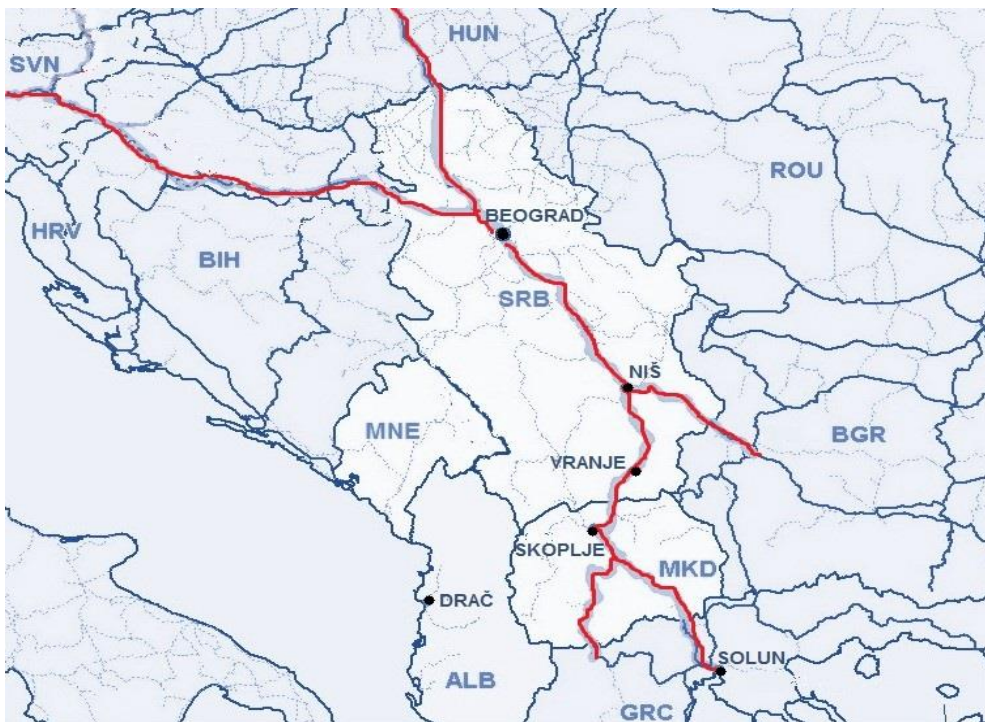 HUN
SVN
ROU
BEOGRAD
HRV
BIH
SRB
NIŠ
MNE
BGR
VRANJE
SKOPLJE
MKD
DRAČ
SOLUN
ALB
GRC